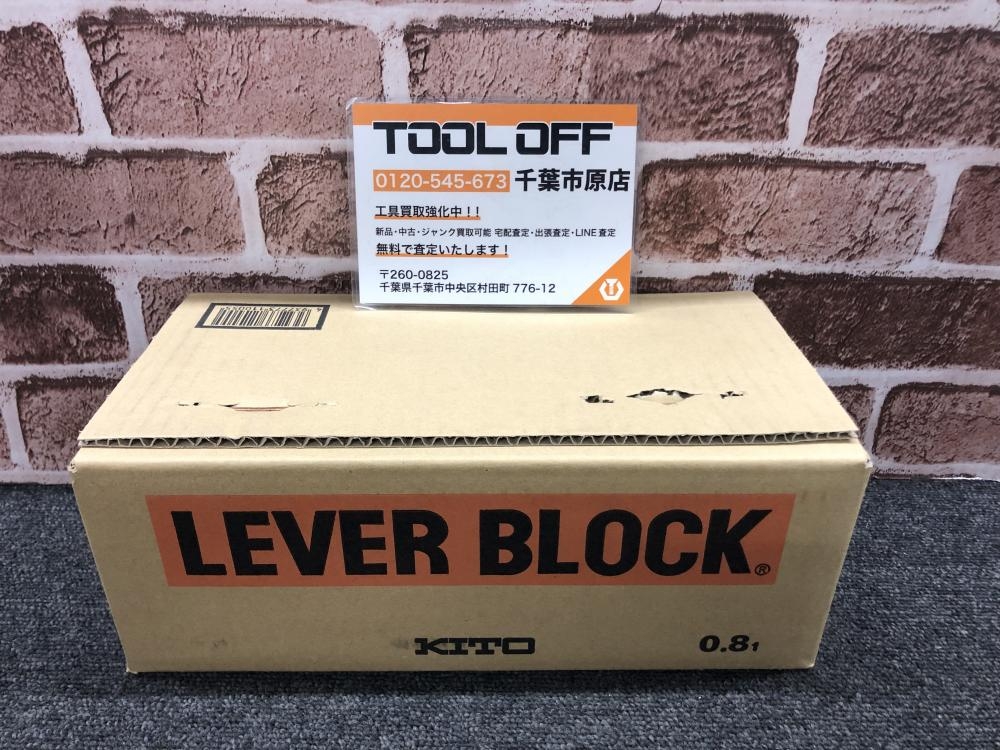 TOOL OFF
0120-545-673 千葉市原店
工具買取強化中！！
新品・中古・ジャンク買取可能 宅配査定・出張査定・LINE査定
無料で査定いたします！
〒260-0825
千葉県千葉市中央区村田町 776-12
LEVER BLOCK®
KITO
0.8t